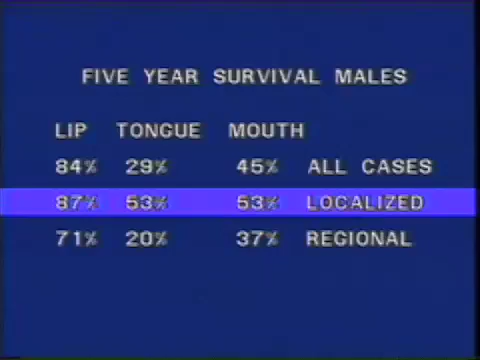 FIVE YEAR SURVIVAL MALES
LIP TONGUE MOUTH
84% 29% 45% ALL CASES
87% 53% 53% LOCALIZED
71% 20% 37% REGIONAL